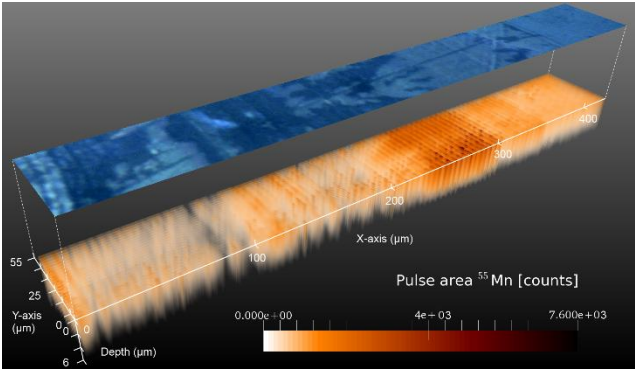 400
300
200
X-axis (μm)
100
55
25
Y-axis
(μm)
0
0
0
6
Depth (μm)
Pulse area ⁵⁵Mn [counts]
0.000e+00
4e+03
7.600e+03